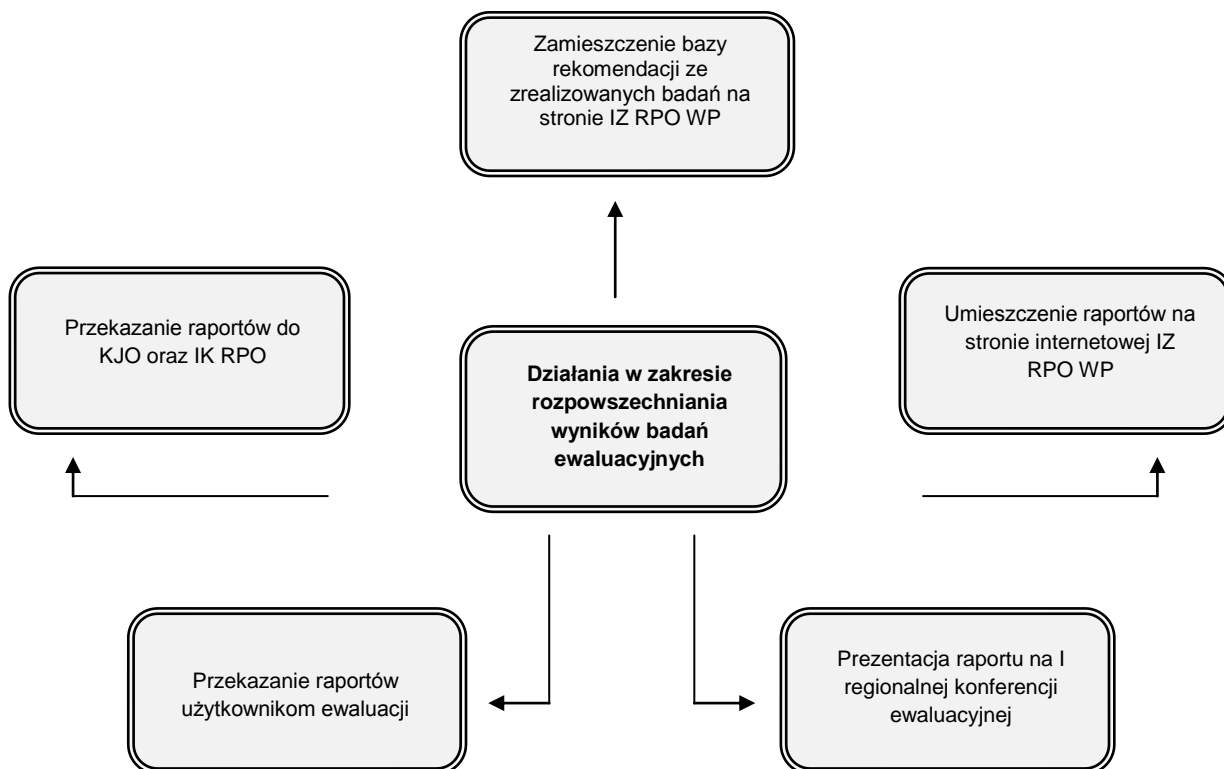 Zamieszczenie bazy
rekomendacji ze
zrealizowanych badań na
stronie IZ RPO WP
Przekazanie raportów do
KJO oraz IK RPO
Działania w zakresie
rozpowszechniania
wyników badań
ewaluacyjnych
Umieszczenie raportów na
stronie internetowej IZ
RPO WP
Przekazanie raportów
użytkownikom ewaluacji
Prezentacja raportu na I
regionalnej konferencji
ewaluacyjnej